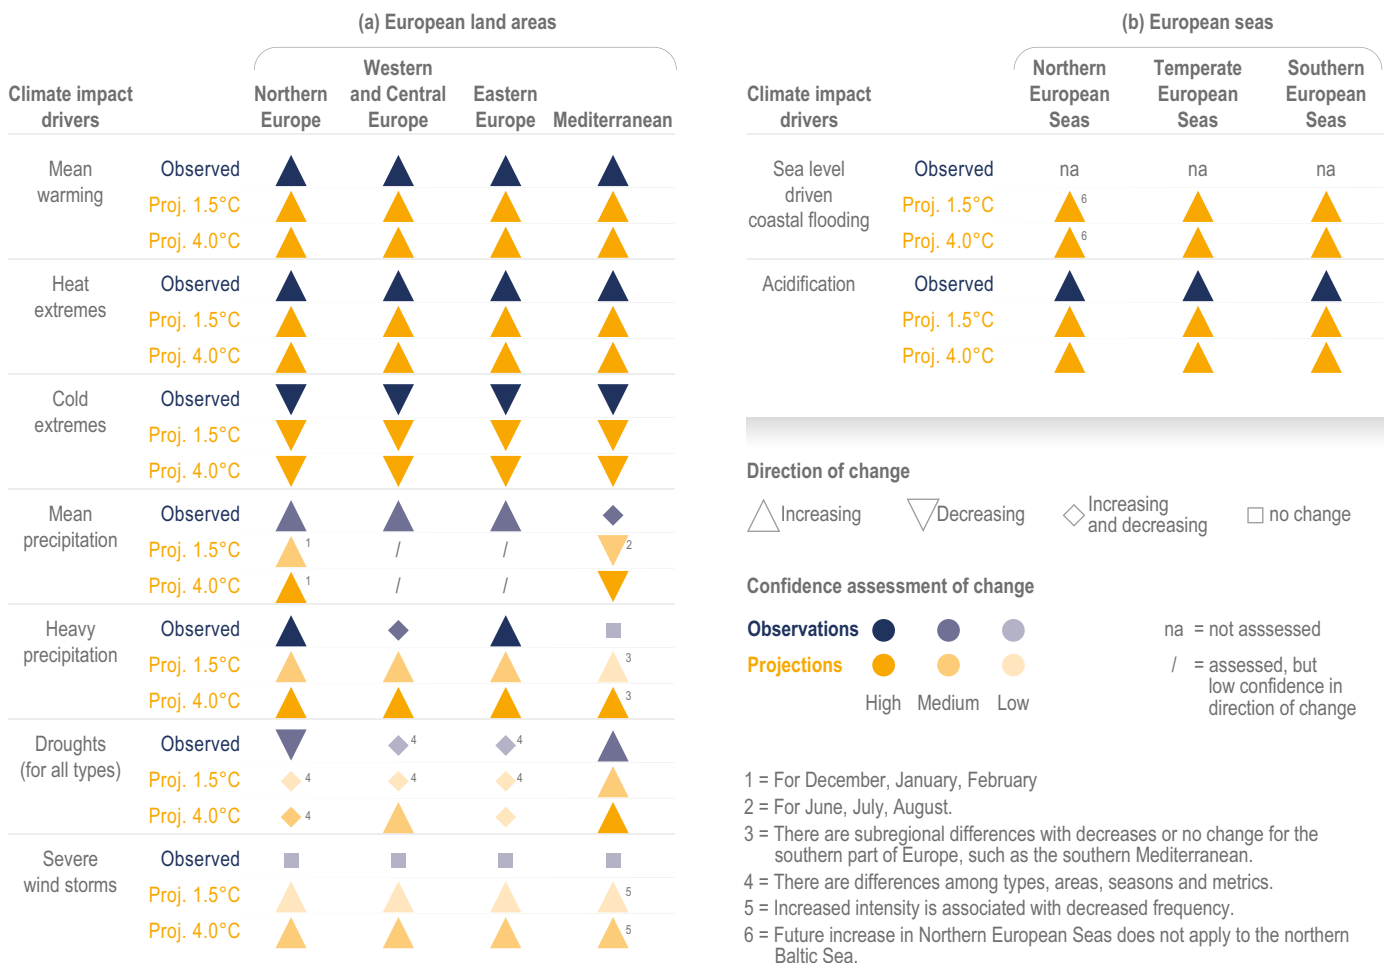 (a) European land areas
Climate impact
drivers
Northern
Europe
Western
and Central
Europe
Eastern
Europe
Mediterranean
Mean
warming
Observed
Proj. 1.5°C
Proj. 4.0°C
Heat
extremes
Observed
Proj. 1.5°C
Proj. 4.0°C
Cold
extremes
Observed
Proj. 1.5°C
Proj. 4.0°C
Mean
precipitation
Observed
Proj. 1.5°C 1 / / 2
Proj. 4.0°C 1 / /
Heavy
precipitation
Observed
Proj. 1.5°C 3
Proj. 4.0°C 3
Droughts
(for all types)
Observed 4 4
Proj. 1.5°C 4 4 4
Proj. 4.0°C 4
Severe
wind storms
Observed
Proj. 1.5°C 5
Proj. 4.0°C 5
(b) European seas
Climate impact
drivers
Northern
European
Seas
Temperate
European
Seas
Southern
European
Seas
Sea level
driven
coastal flooding
Observed na na na
Proj. 1.5°C 6
Proj. 4.0°C 6
Acidification
Observed
Proj. 1.5°C
Proj. 4.0°C
Direction of change
Increasing
Decreasing
Increasing
and decreasing
no change
Confidence assessment of change
Observations
Projections
High Medium Low
na = not asssessed
/ = assessed, but
low confidence in
direction of change
1 = For December, January, February
2 = For June, July, August.
3 = There are subregional differences with decreases or no change for the
southern part of Europe, such as the southern Mediterranean.
4 = There are differences among types, areas, seasons and metrics.
5 = Increased intensity is associated with decreased frequency.
6 = Future increase in Northern European Seas does not apply to the northern
Baltic Sea.